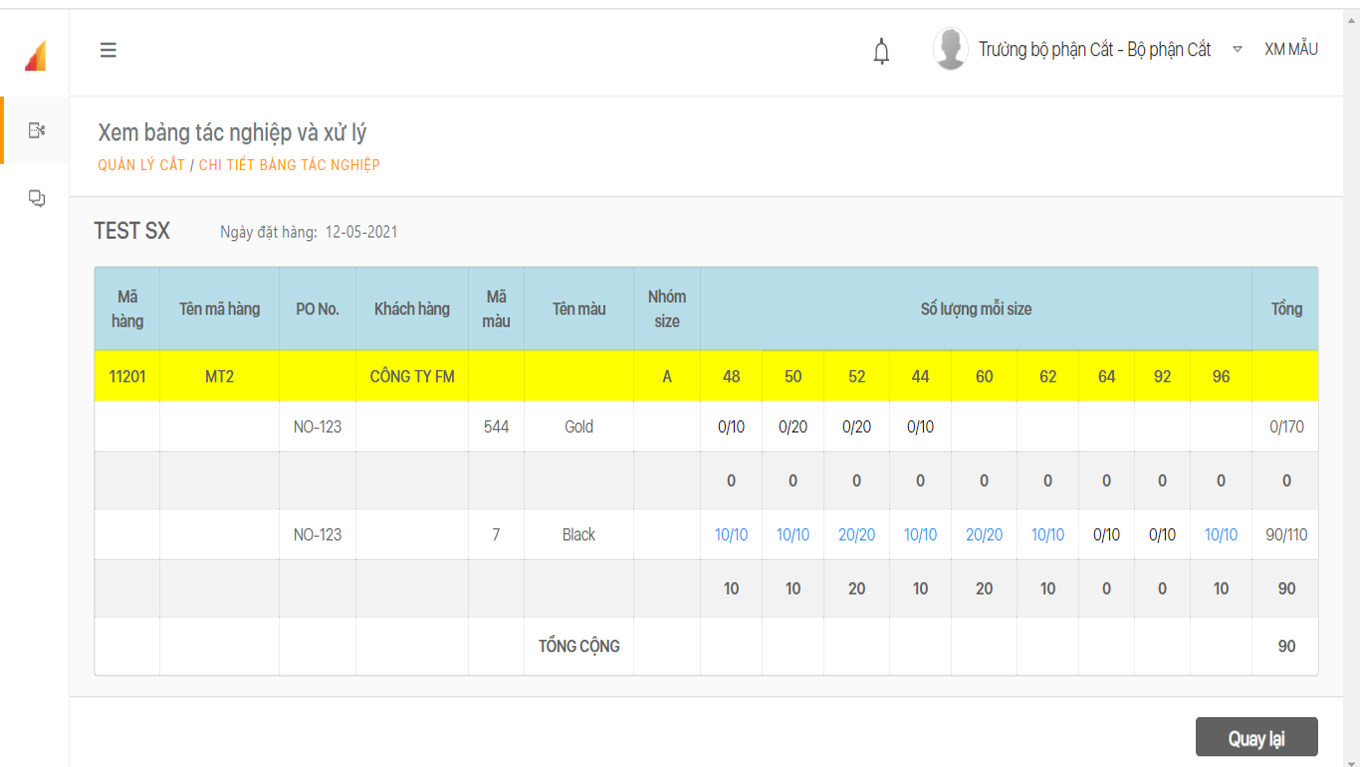 Trưởng bộ phận Cắt - Bộ phận Cắt XM MẪU
Xem bảng tác nghiệp và xử lý
QUẢN LÝ CẮT / CHI TIẾT BẢNG TÁC NGHIỆP
TEST SX Ngày đặt hàng: 12-05-2021
Mã hàng Tên mã hàng PO No. Khách hàng Mã màu Tên màu Nhóm size Số lượng mỗi size Tổng
11201 MT2 CÔNG TY FM A 48 50 52 44 60 62 64 92 96
NO-123 544 Gold 0/10 0/20 0/20 0/10 0/170
0 0 0 0 0 0 0 0 0 0
NO-123 7 Black 10/10 10/10 20/20 10/10 20/20 10/10 0/10 0/10 10/10 90/110
10 10 20 10 20 10 0 0 10 90
TỔNG CỘNG 90
Quay lại